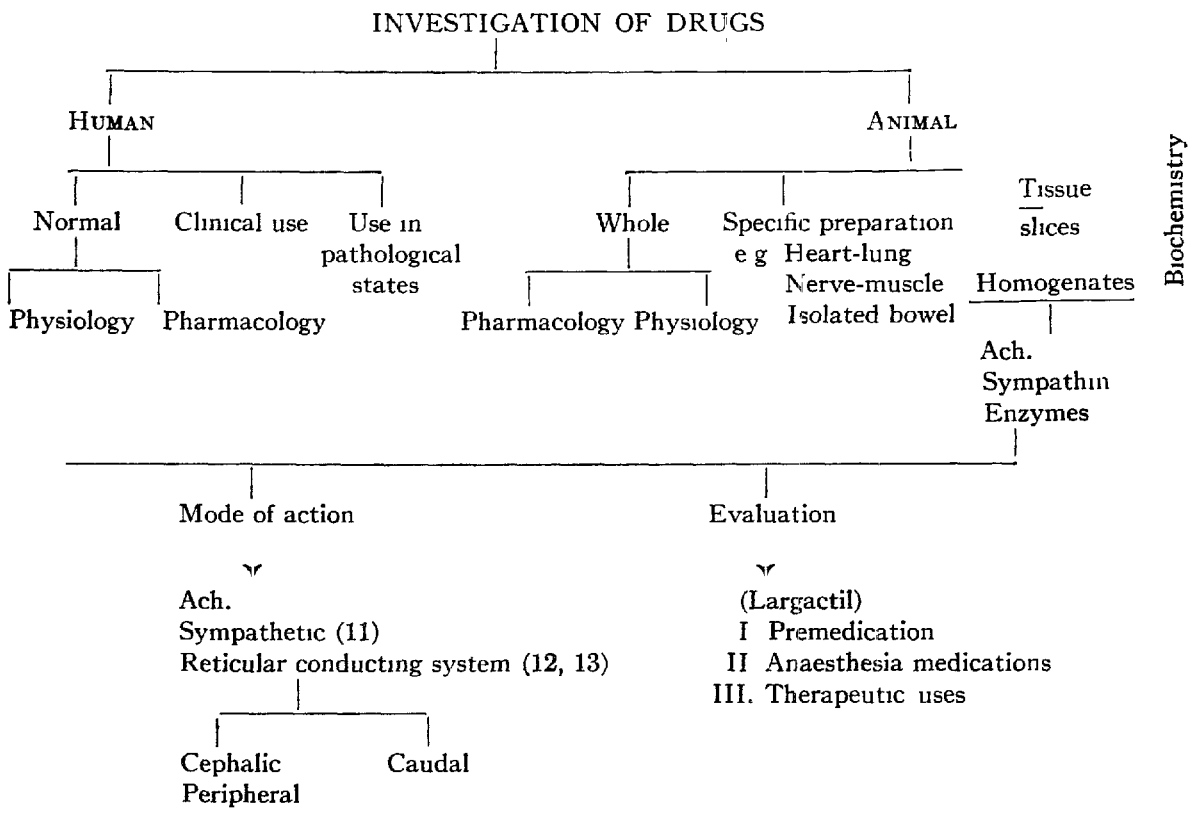 INVESTIGATION OF DRUGS
HUMAN
ANIMAL
Normal
Clinical use
Use in
pathological
states
Physiology
Pharmacology
Whole
Pharmacology
Physiology
Specific preparation
e g Heart-lung
Nerve-muscle
Isolated bowel
Tissue
slices
Homogenates
Biochemistry
Ach.
Sympathin
Enzymes
Mode of action
Ach.
Sympathetic (11)
Reticular conducting system (12, 13)
Cephalic
Peripheral
Caudal
Evaluation
(Largactil)
I Premedication
II Anaesthesia medications
III. Therapeutic uses